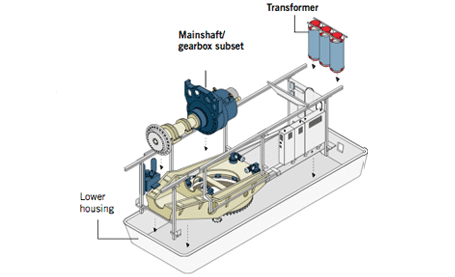 Transformer
Mainshaft/
gearbox subset
Lower
housing